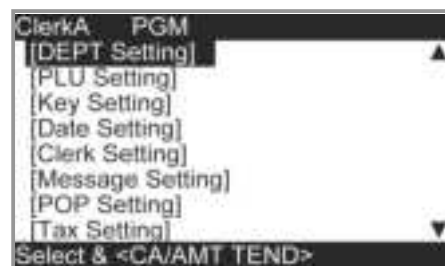 ClerkA PGM
[DEPT Setting]
[PLU Setting]
[Key Setting]
[Date Setting]
[Clerk Setting]
[Message Setting]
[POP Setting]
[Tax Setting]
Select & <CA/AMT TEND>